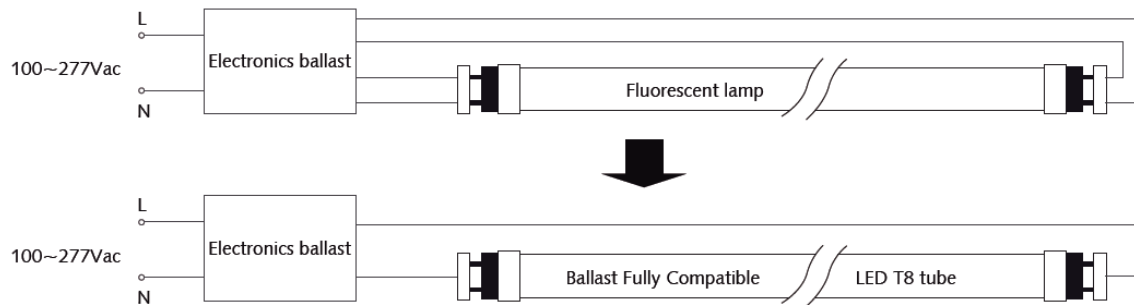 L
Electronics ballast
100~277Vac
Fluorescent lamp
N
L
Electronics ballast
100~277Vac
Ballast Fully Compatible LED T8 tube
N